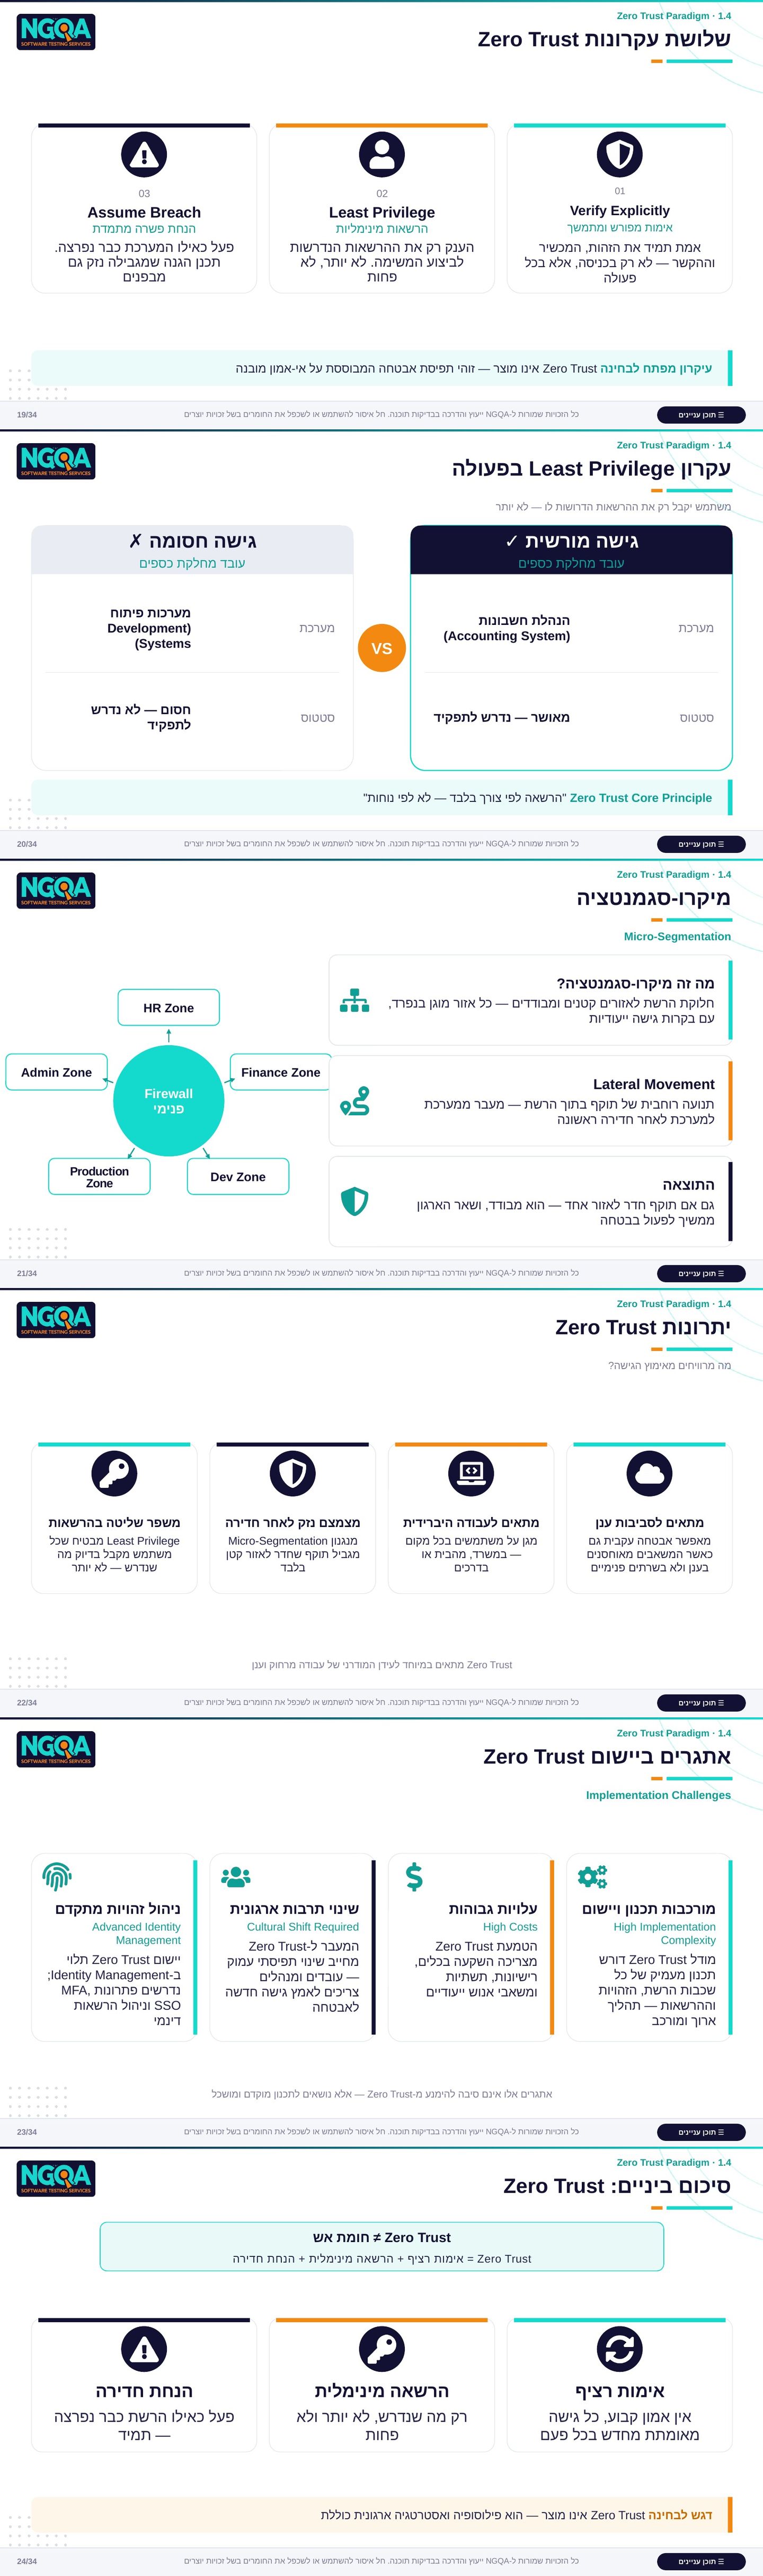 NGQA
SOFTWARE TESTING SERVICES
Zero Trust Paradigm · 1.4
שלושת עקרונות Zero Trust
01
Verify Explicitly
אימות מפורש ומתמשך
אמת תמיד את הזהות, המכשיר
וההקשר — לא רק בכניסה, אלא בכל
פעולה
02
Least Privilege
הרשאות מינימליות
הענק רק את ההרשאות הנדרשות
לביצוע המשימה. לא יותר, לא
פחות
03
Assume Breach
הנחת פשרה מתמדת
פעל כאילו המערכת כבר נפרצה.
תכנן הגנה שמגבילה נזק גם
מבפנים
עיקרון מפתח לבחינה Zero Trust אינו מוצר — זוהי תפיסת אבטחה המבוססת על אי-אמון מובנה
☰ תוכן עניינים
כל הזכויות שמורות ל-NGQA ייעוץ והדרכה בבדיקות תוכנה. חל איסור להשתמש או לשכפל את החומרים בשל זכויות יוצרים
19/34
NGQA
SOFTWARE TESTING SERVICES
Zero Trust Paradigm · 1.4
עקרון Least Privilege בפעולה
משתמש יקבל רק את ההרשאות הדרושות לו — לא יותר
גישה מורשית ✓
עובד מחלקת כספים
מערכת
הנהלת חשבונות
(Accounting System)
סטטוס
מאושר — נדרש לתפקיד
VS
גישה חסומה ✗
עובד מחלקת כספים
מערכת
מערכות פיתוח
(Development
Systems)
סטטוס
חסום — לא נדרש
לתפקיד
Zero Trust Core Principle "הרשאה לפי צורך בלבד — לא לפי נוחות"
☰ תוכן עניינים
כל הזכויות שמורות ל-NGQA ייעוץ והדרכה בבדיקות תוכנה. חל איסור להשתמש או לשכפל את החומרים בשל זכויות יוצרים
20/34
NGQA
SOFTWARE TESTING SERVICES
Zero Trust Paradigm · 1.4
מיקרו-סגמנטציה
Micro-Segmentation
מה זה מיקרו-סגמנטציה?
חלוקת הרשת לאזורים קטנים ומבודדים — כל אזור מוגן בנפרד,
עם בקרות גישה ייעודיות
Lateral Movement
תנועה רוחבית של תוקף בתוך הרשת — מעבר ממערכת
למערכת לאחר חדירה ראשונה
התוצאה
גם אם תוקף חדר לאזור אחד — הוא מבודד, ושאר הארגון
ממשיך לפעול בבטחה
HR Zone
Admin Zone
Finance Zone
Firewall
פנימי
Production
Zone
Dev Zone
☰ תוכן עניינים
כל הזכויות שמורות ל-NGQA ייעוץ והדרכה בבדיקות תוכנה. חל איסור להשתמש או לשכפל את החומרים בשל זכויות יוצרים
21/34
NGQA
SOFTWARE TESTING SERVICES
Zero Trust Paradigm · 1.4
יתרונות Zero Trust
מה מרוויחים מאימוץ הגישה?
מתאים לסביבות ענן
מאפשר אבטחה עקבית גם
כאשר המשאבים מאוחסנים
בענן ולא בשרתים פנימיים
מתאים לעבודה היברידית
מגן על משתמשים בכל מקום
— במשרד, מהבית או
בדרכים
מצמצם נזק לאחר חדירה
מנגנון Micro-Segmentation
מגביל תוקף שחדר לאזור קטן
בלבד
משפר שליטה בהרשאות
Least Privilege מבטיח שכל
משתמש מקבל בדיוק מה
שנדרש — לא יותר
Zero Trust מתאים במיוחד לעידן המודרני של עבודה מרחוק וענן
☰ תוכן עניינים
כל הזכויות שמורות ל-NGQA ייעוץ והדרכה בבדיקות תוכנה. חל איסור להשתמש או לשכפל את החומרים בשל זכויות יוצרים
22/34
NGQA
SOFTWARE TESTING SERVICES
Zero Trust Paradigm · 1.4
אתגרים ביישום Zero Trust
Implementation Challenges
מורכבות תכנון ויישום
High Implementation
Complexity
מודל Zero Trust דורש
תכנון מעמיק של כל
שכבות הרשת, הזהויות
וההרשאות — תהליך
ארוך ומורכב
עלויות גבוהות
High Costs
הטמעת Zero Trust
מצריכה השקעה בכלים,
רישיונות, תשתיות
ומשאבי אנוש ייעודיים
שינוי תרבות ארגונית
Cultural Shift Required
המעבר ל-Zero Trust
מחייב שינוי תפיסתי עמוק
— עובדים ומנהלים
צריכים לאמץ גישה חדשה
לאבטחה
ניהול זהויות מתקדם
Advanced Identity
Management
יישום Zero Trust תלוי
ב-Identity Management;
נדרשים פתרונות MFA,
SSO וניהול הרשאות
דינמי
אתגרים אלו אינם סיבה להימנע מ-Zero Trust — אלא נושאים לתכנון מוקדם ומושכל
☰ תוכן עניינים
כל הזכויות שמורות ל-NGQA ייעוץ והדרכה בבדיקות תוכנה. חל איסור להשתמש או לשכפל את החומרים בשל זכויות יוצרים
23/34
NGQA
SOFTWARE TESTING SERVICES
Zero Trust Paradigm · 1.4
סיכום ביניים: Zero Trust
Zero Trust ≠ חומת אש
Zero Trust = אימות רציף + הרשאה מינימלית + הנחת חדירה
אימות רציף
אין אמון קבוע, כל גישה
מאומתת מחדש בכל פעם
הרשאה מינימלית
רק מה שנדרש, לא יותר ולא
פחות
הנחת חדירה
פעל כאילו הרשת כבר נפרצה
— תמיד
דגש לבחינה Zero Trust אינו מוצר — הוא פילוסופיה ואסטרטגיה ארגונית כוללת
☰ תוכן עניינים
כל הזכויות שמורות ל-NGQA ייעוץ והדרכה בבדיקות תוכנה. חל איסור להשתמש או לשכפל את החומרים בשל זכויות יוצרים
24/34